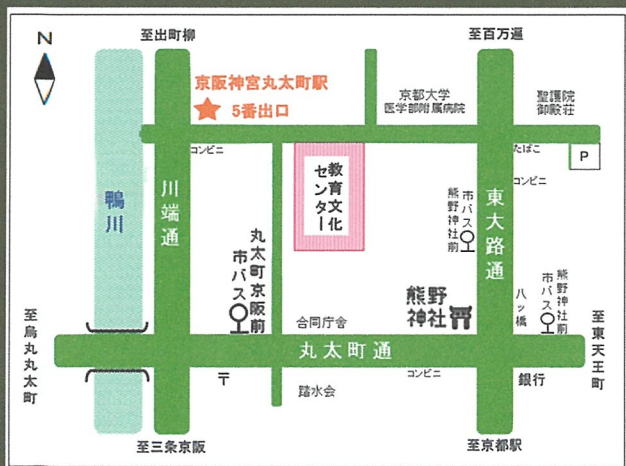 N
至出町柳
至百万遍
京阪神宮丸太町駅
5番出口
京都大学
医学部附属病院
聖護院
御殿荘
コンビニ
たばこ
P
コンビニ
教育文化
センター
鴨川
川端通
東大路通
市バス
熊野神社前
丸太町京阪前
市バス
熊野
神社
八ッ橋
熊野神社前
市バス
合同庁舎
至烏丸丸太町
丸太町通
至東天王町
〒
踏水会
コンビニ
銀行
至三条京阪
至京都駅